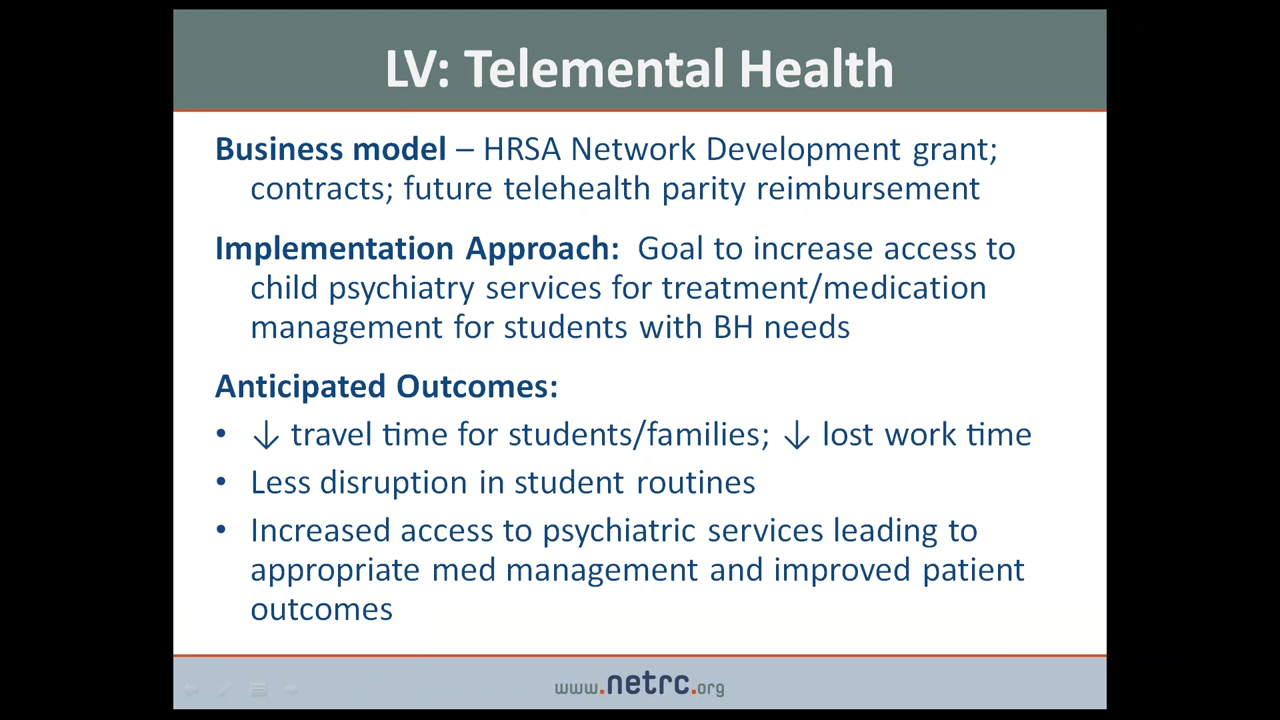 LV: Telemental Health
Business model – HRSA Network Development grant;
contracts; future telehealth parity reimbursement
Implementation Approach: Goal to increase access to
child psychiatry services for treatment/medication
management for students with BH needs
Anticipated Outcomes:
• ↓ travel time for students/families; ↓ lost work time
• Less disruption in student routines
• Increased access to psychiatric services leading to
appropriate med management and improved patient
outcomes
www.netrc.org